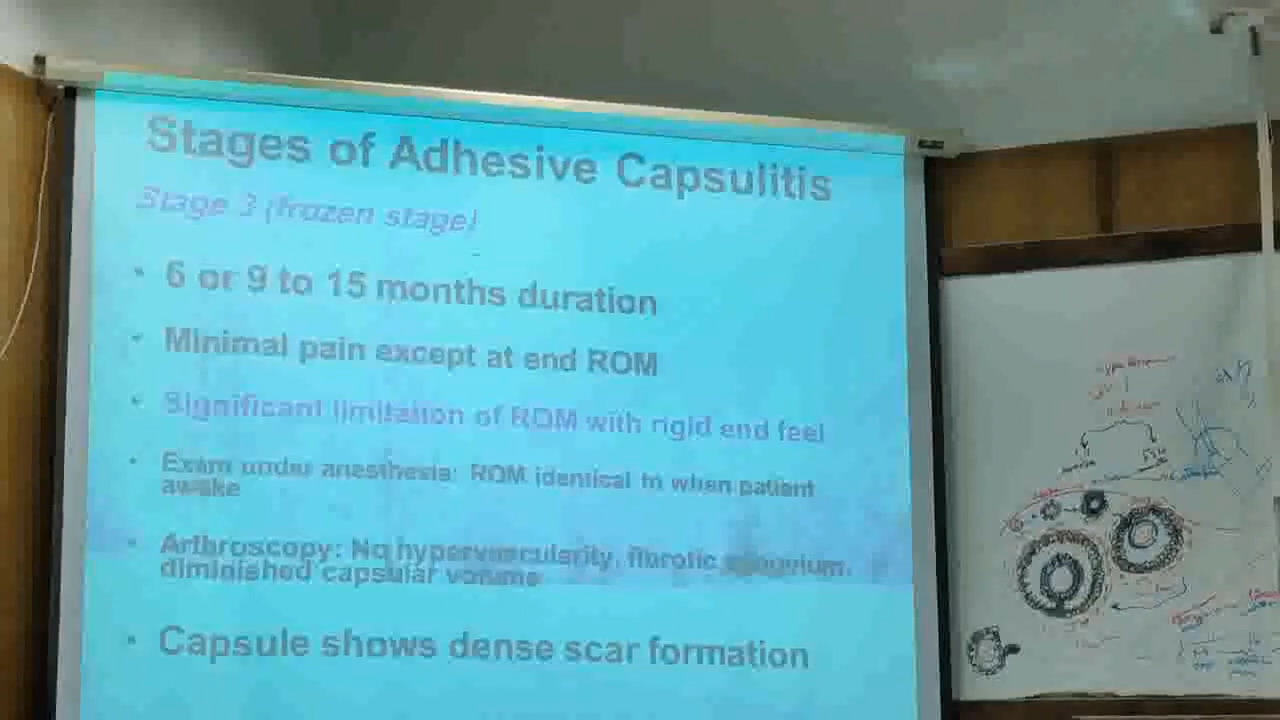 Stages of Adhesive Capsulitis
Stage 3 (frozen stage)
• 6 or 9 to 15 months duration
• Minimal pain except at end ROM
• Significant limitation of ROM with rigid end feel
• Exam under anesthesia: ROM identical to when patient
awake
• Arthroscopy: No hypervascularity, fibrotic synovium,
diminished capsular volume
• Capsule shows dense scar formation